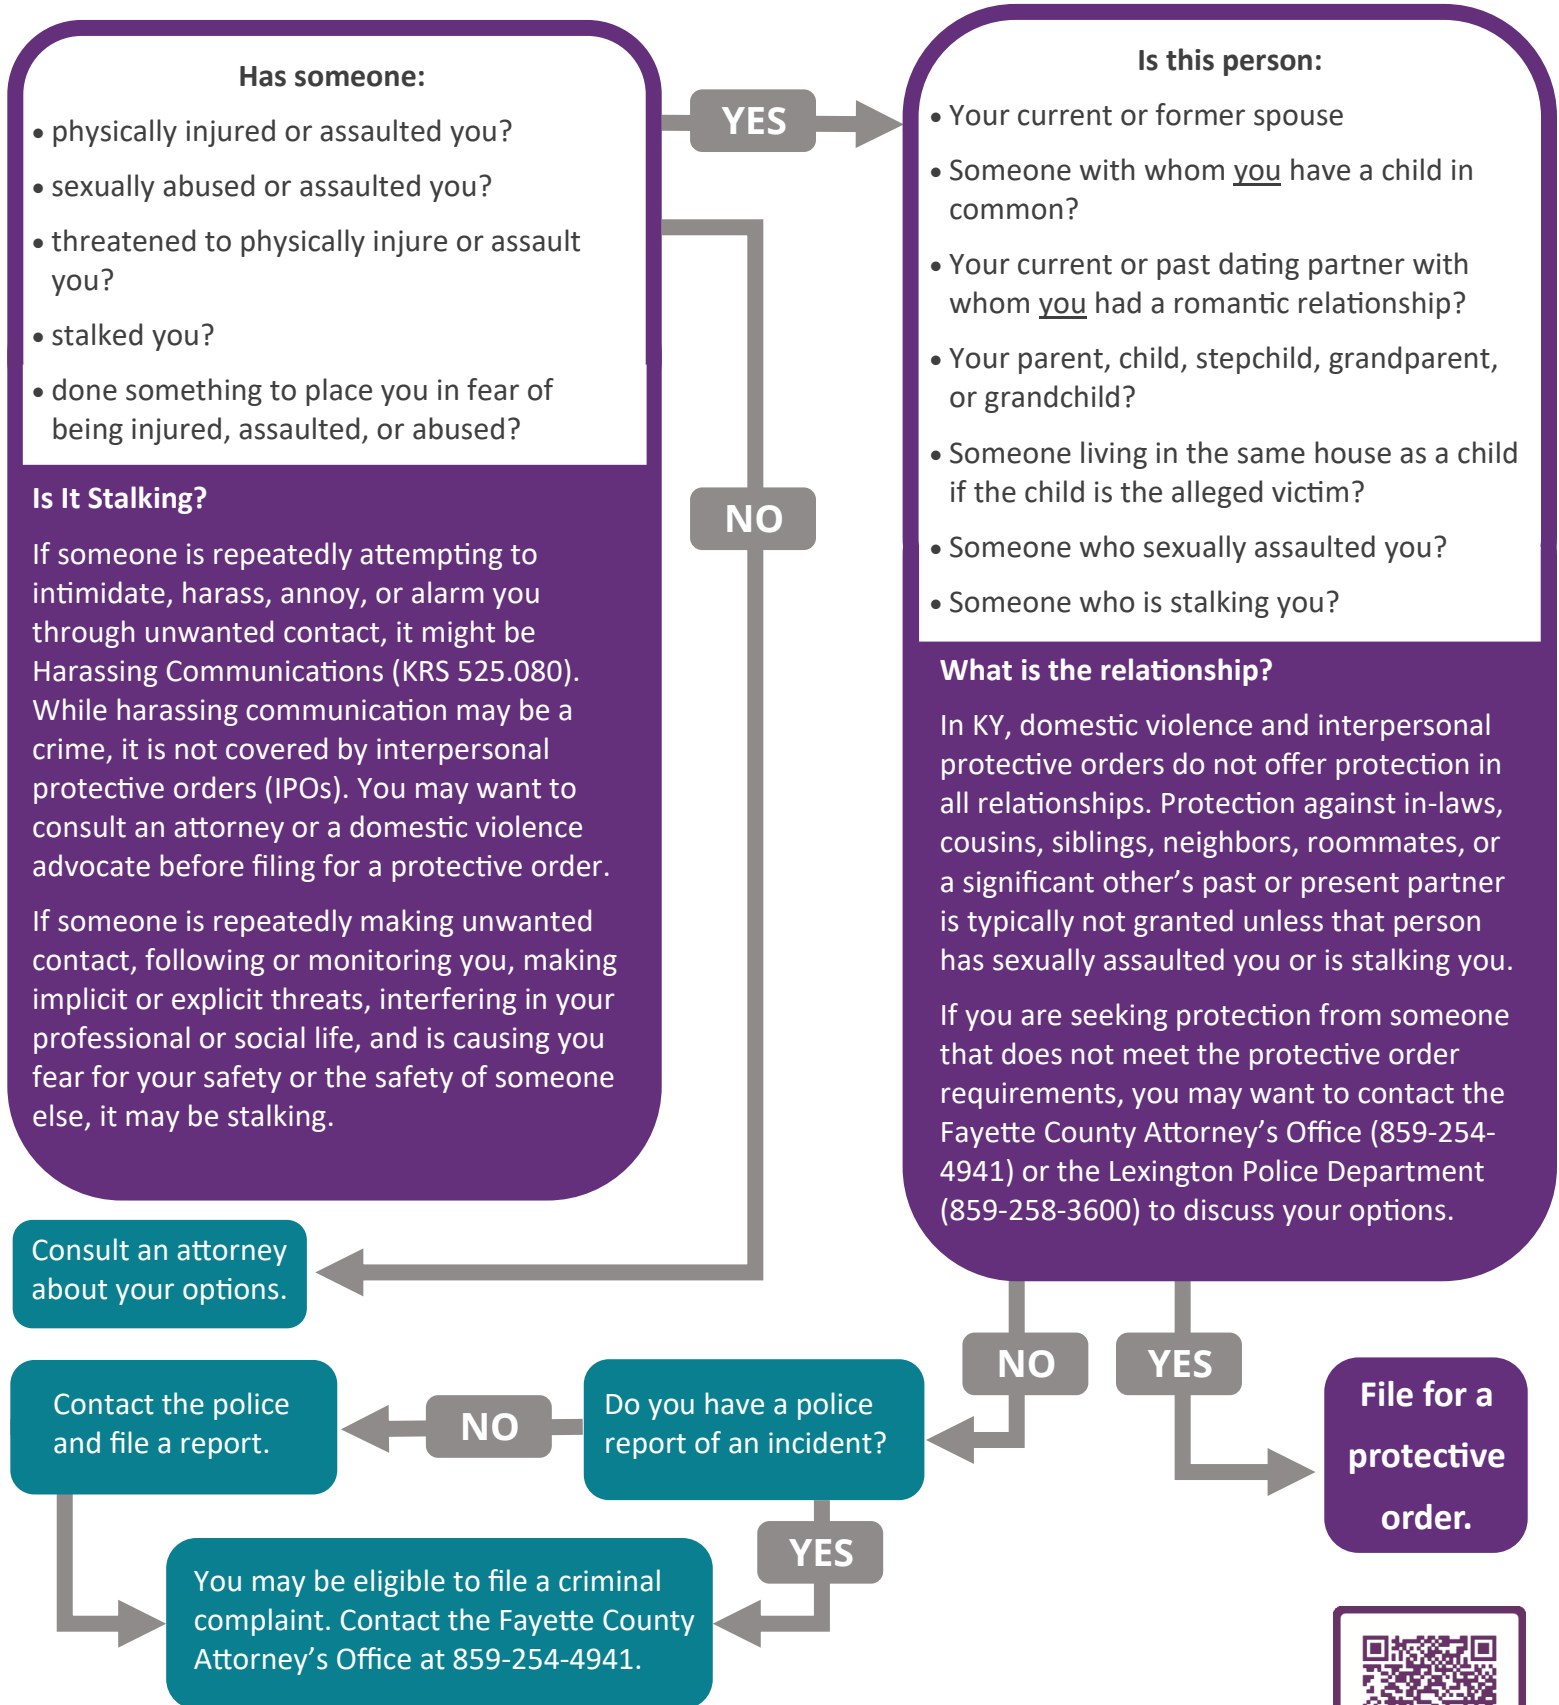 Has someone:
• physically injured or assaulted you?
• sexually abused or assaulted you?
• threatened to physically injure or assault
you?
• stalked you?
• done something to place you in fear of
being injured, assaulted, or abused?
Is It Stalking?
If someone is repeatedly attempting to
intimidate, harass, annoy, or alarm you
through unwanted contact, it might be
Harassing Communications (KRS 525.080).
While harassing communication may be a
crime, it is not covered by interpersonal
protective orders (IPOs). You may want to
consult an attorney or a domestic violence
advocate before filing for a protective order.
If someone is repeatedly making unwanted
contact, following or monitoring you, making
implicit or explicit threats, interfering in your
professional or social life, and is causing you
fear for your safety or the safety of someone
else, it may be stalking.
YES
NO
Is this person:
• Your current or former spouse
• Someone with whom you have a child in
common?
• Your current or past dating partner with
whom you had a romantic relationship?
• Your parent, child, stepchild, grandparent,
or grandchild?
• Someone living in the same house as a child
if the child is the alleged victim?
• Someone who sexually assaulted you?
• Someone who is stalking you?
What is the relationship?
In KY, domestic violence and interpersonal
protective orders do not offer protection in
all relationships. Protection against in-laws,
cousins, siblings, neighbors, roommates, or
a significant other’s past or present partner
is typically not granted unless that person
has sexually assaulted you or is stalking you.
If you are seeking protection from someone
that does not meet the protective order
requirements, you may want to contact the
Fayette County Attorney’s Office (859-254-
4941) or the Lexington Police Department
(859-258-3600) to discuss your options.
Consult an attorney
about your options.
NO
YES
File for a
protective
order.
Do you have a police
report of an incident?
NO
Contact the police
and file a report.
YES
You may be eligible to file a criminal
complaint. Contact the Fayette County
Attorney’s Office at 859-254-4941.